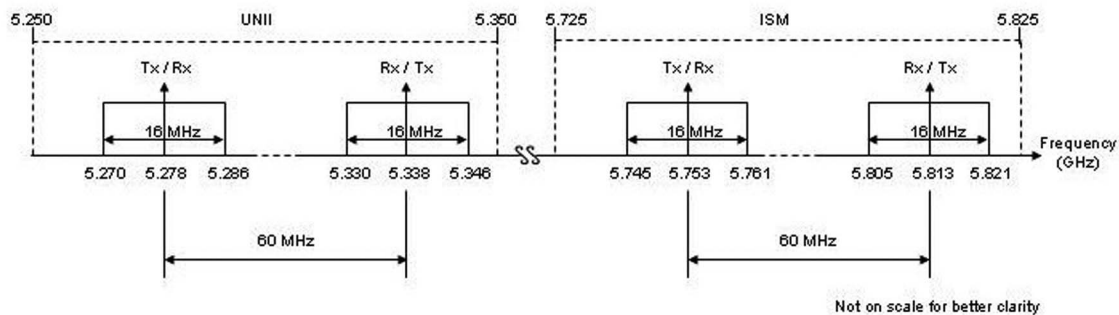 5.250 UNII 5.350 5.725 ISM 5.825
Tx / Rx Rx / Tx Tx / Rx Rx / Tx
16 MHz 16 MHz 16 MHz 16 MHz
Frequency
(GHz)
5.270 5.278 5.286 5.330 5.338 5.346 5.745 5.753 5.761 5.805 5.813 5.821
60 MHz 60 MHz
Not on scale for better clarity